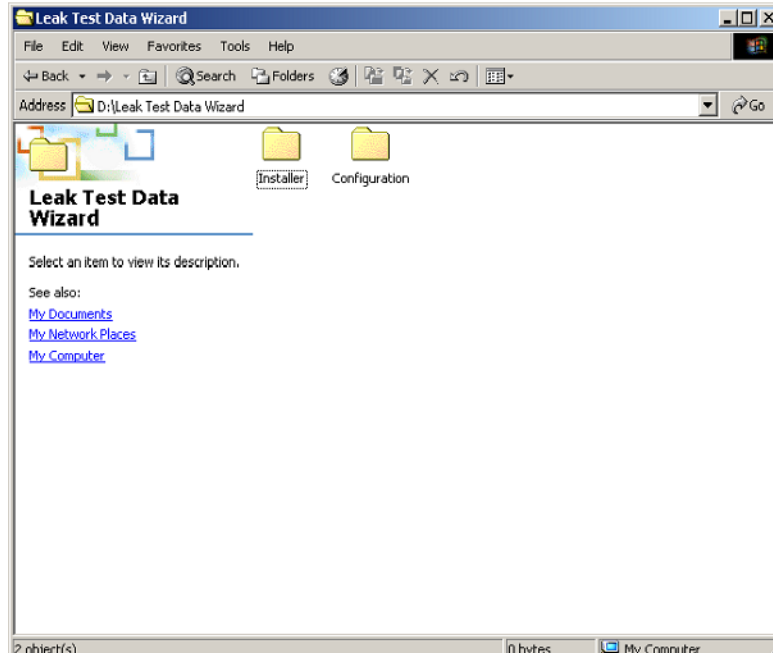 Leak Test Data Wizard
File Edit View Favorites Tools Help
Back Search Folders
Address D:\Leak Test Data Wizard Go
Installer Configuration
Leak Test Data
Wizard
Select an item to view its description.
See also:
My Documents
My Network Places
My Computer
2 object(s) 0 bytes My Computer